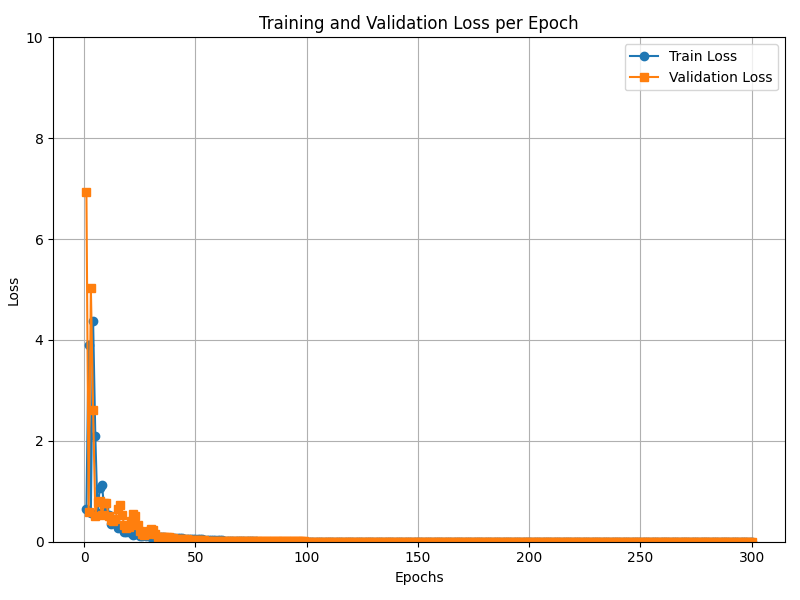 Training and Validation Loss per Epoch
10
8
6
4
2
0
Loss
Train Loss
Validation Loss
0 50 100 150 200 250 300
Epochs